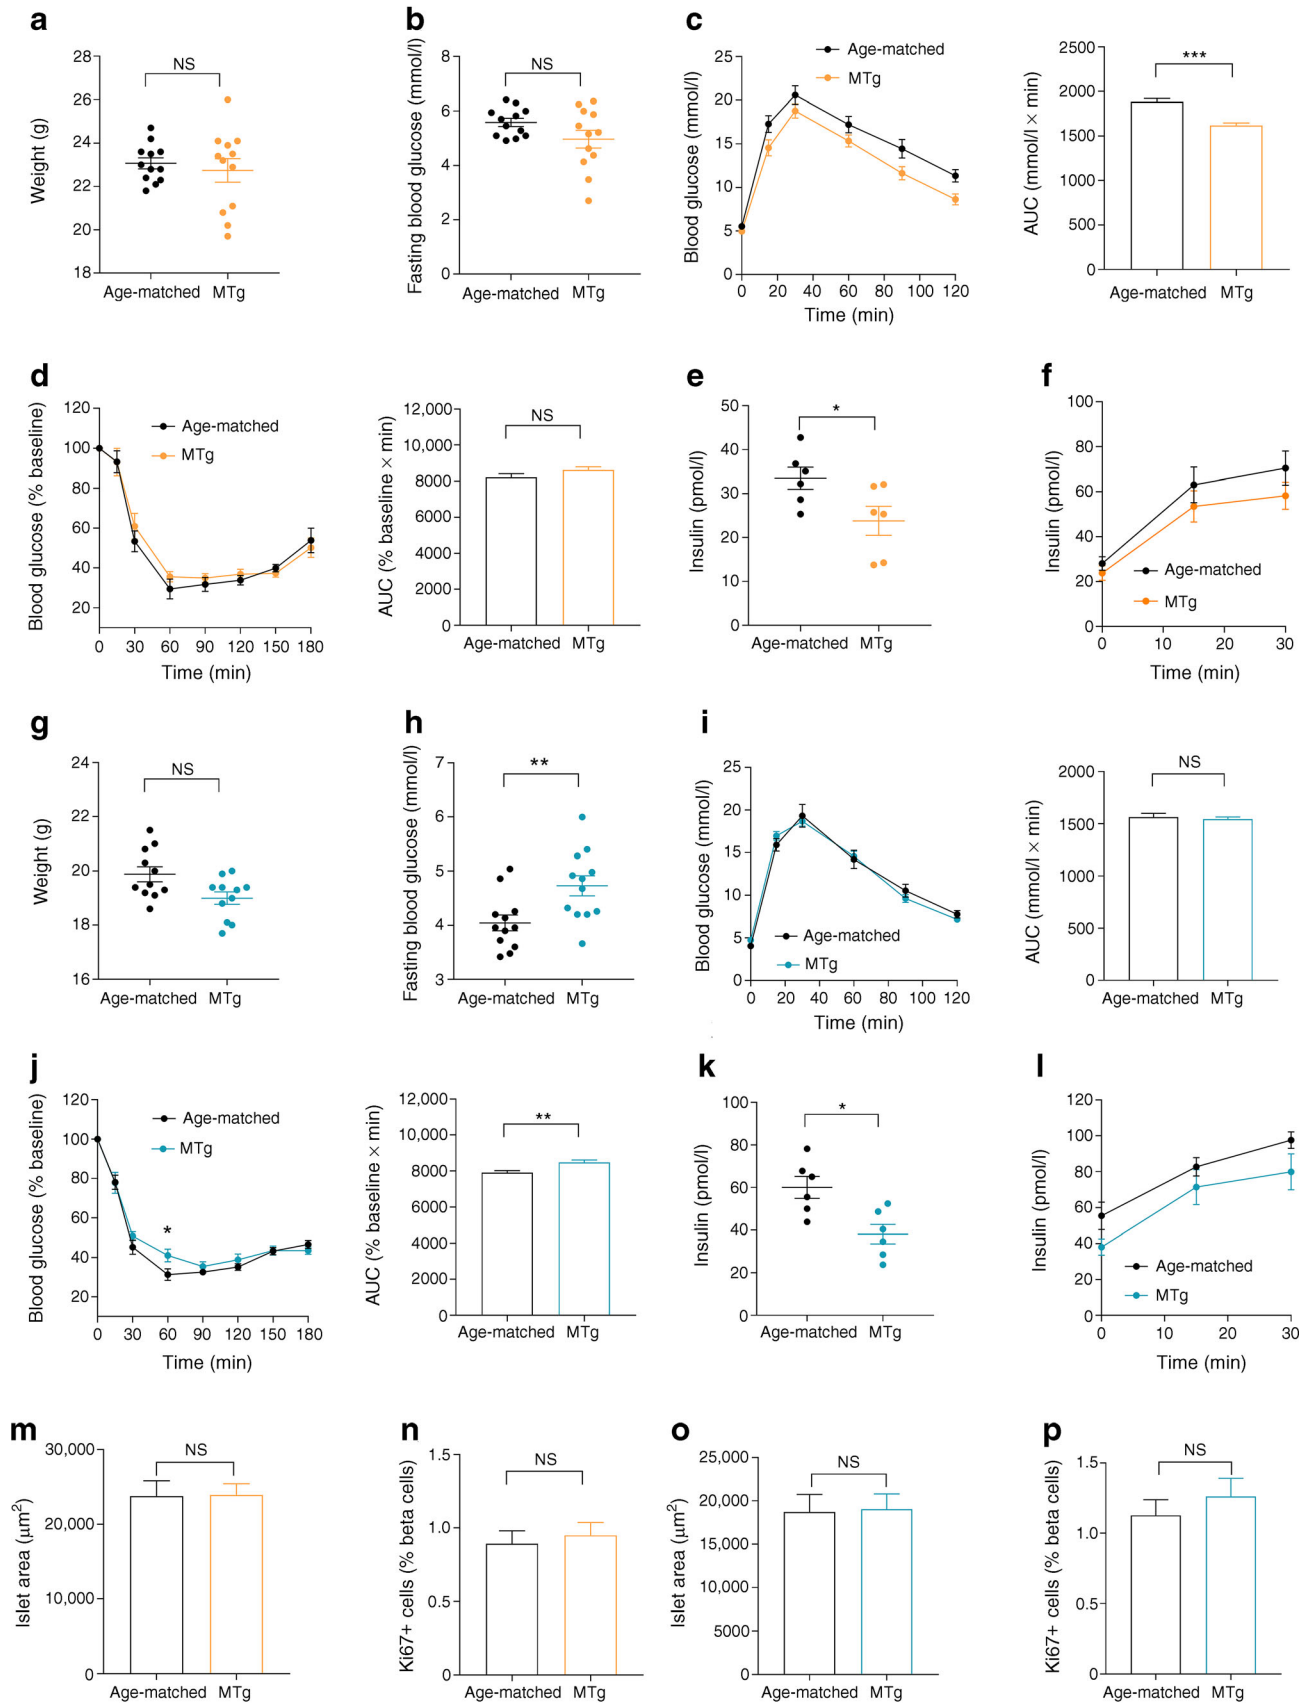 a
Weight (g)
28
26
24
22
20
18
NS
Age-matched
MTg
b
Fasting blood glucose (mmol/l)
8
6
4
2
0
NS
Age-matched
MTg
c
Blood glucose (mmol/l)
25
20
15
10
5
0
Age-matched
MTg
0 20 40 60 80 100 120
Time (min)
AUC (mmol/l × min)
2500
2000
1500
1000
500
0
***
Age-matched
MTg
d
Blood glucose (% baseline)
120
100
80
60
40
20
Age-matched
MTg
0 30 60 90 120 150 180
Time (min)
AUC (% baseline × min)
12,000
10,000
8000
6000
4000
2000
0
NS
Age-matched
MTg
e
Insulin (pmol/l)
50
40
30
20
10
0
*
Age-matched
MTg
f
Insulin (pmol/l)
100
80
60
40
20
0
Age-matched
MTg
0 10 20 30
Time (min)
g
Weight (g)
24
22
20
18
16
NS
Age-matched
MTg
h
Fasting blood glucose (mmol/l)
7
6
5
4
3
**
Age-matched
MTg
i
Blood glucose (mmol/l)
25
20
15
10
5
0
Age-matched
MTg
0 20 40 60 80 100 120
Time (min)
AUC (mmol/l × min)
2000
1500
1000
500
0
NS
Age-matched
MTg
j
Blood glucose (% baseline)
120
100
80
60
40
20
Age-matched
MTg
*
0 30 60 90 120 150 180
Time (min)
AUC (% baseline × min)
12,000
10,000
8000
6000
4000
2000
0
**
Age-matched
MTg
k
Insulin (pmol/l)
100
80
60
40
20
0
*
Age-matched
MTg
l
Insulin (pmol/l)
120
100
80
60
40
20
0
Age-matched
MTg
0 10 20 30
Time (min)
m
Islet area (μm²)
30,000
20,000
10,000
0
NS
Age-matched
MTg
n
Ki67+ cells (% beta cells)
1.5
1.0
0.5
0
NS
Age-matched
MTg
o
Islet area (μm²)
25,000
20,000
15,000
10,000
5000
0
NS
Age-matched
MTg
p
Ki67+ cells (% beta cells)
1.5
1.0
0.5
0
NS
Age-matched
MTg